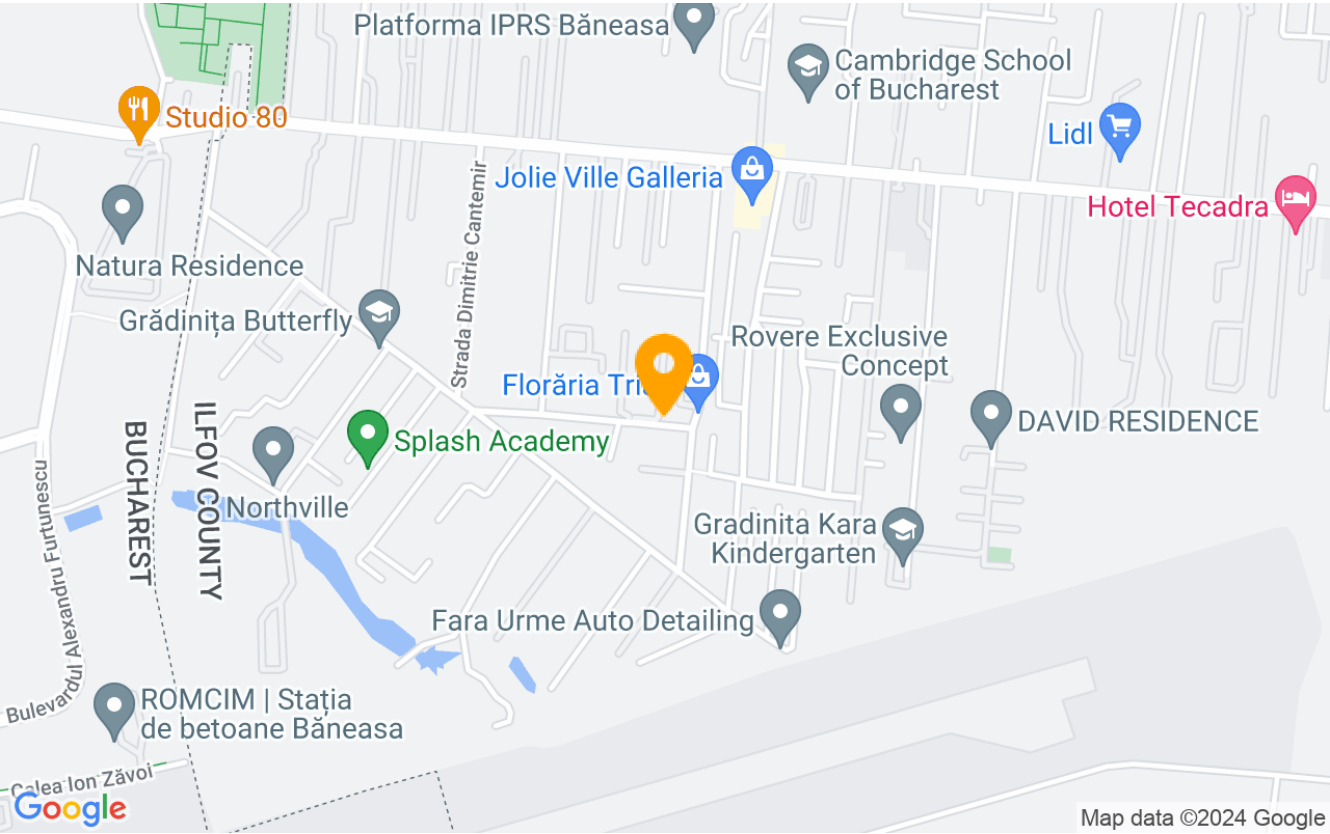 Platforma IPRS Băneasa
Cambridge School
of Bucharest
Studio 80
Lidl
Jolie Ville Galleria
Hotel Tecadra
Strada Dimitrie Cantemir
Natura Residence
Grădinița Butterfly
Rovere Exclusive
Concept
Florăria
DAVID RESIDENCE
Splash Academy
ILFOV COUNTY
BUCHAREST
Northville
Bulevardul Alexandru Furtunescu
Gradinita Kara
Kindergarten
Fara Urme Auto Detailing
ROMCIM | Stația
de betoane Băneasa
Calea Ion Zăvoi
Google
Map data ©2024 Google